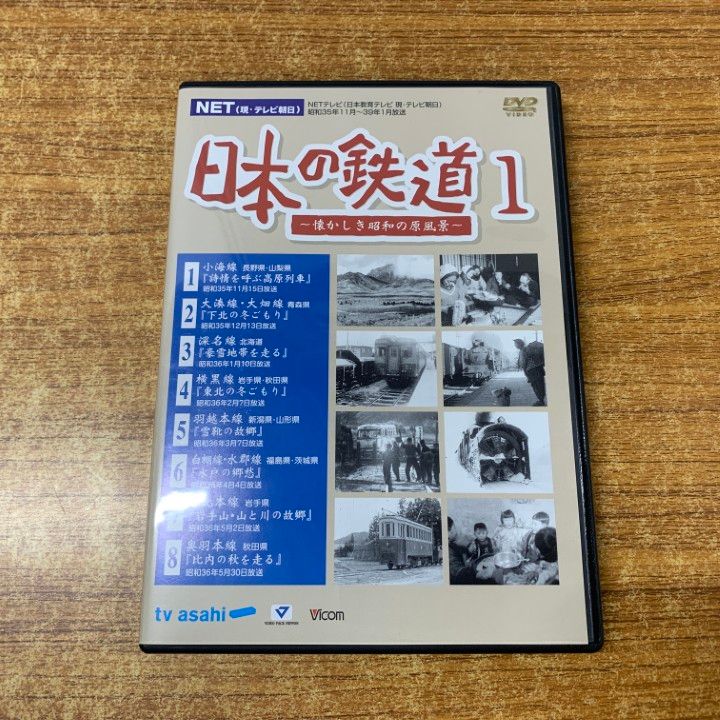 NET(現・テレビ朝日)
NETテレビ(日本教育テレビ 現・テレビ朝日)
昭和35年11月〜39年1月放送
DVD
VIDEO
日本の鉄道 1
〜懐かしき昭和の原風景〜
1 小海線 長野県・山梨県
『詩情を呼ぶ高原列車』
昭和35年11月15日放送
2 大湊線・大畑線 青森県
『下北の冬ごもり』
昭和35年12月13日放送
3 深名線 北海道
『豪雪地帯を走る』
昭和36年1月10日放送
4 横黒線 岩手県・秋田県
『東北の冬ごもり』
昭和36年2月7日放送
5 羽越本線 新潟県・山形県
『雪靴の故郷』
昭和36年3月7日放送
6 白棚線・水郡線 福島県・茨城県
『水戸の郷愁』
昭和36年4月4日放送
本線 岩手県
岩手山・山と川の故郷』
昭和36年5月2日放送
8 奥羽本線 秋田県
『比内の秋を走る』
昭和36年5月30日放送
tv asahi
Vicom